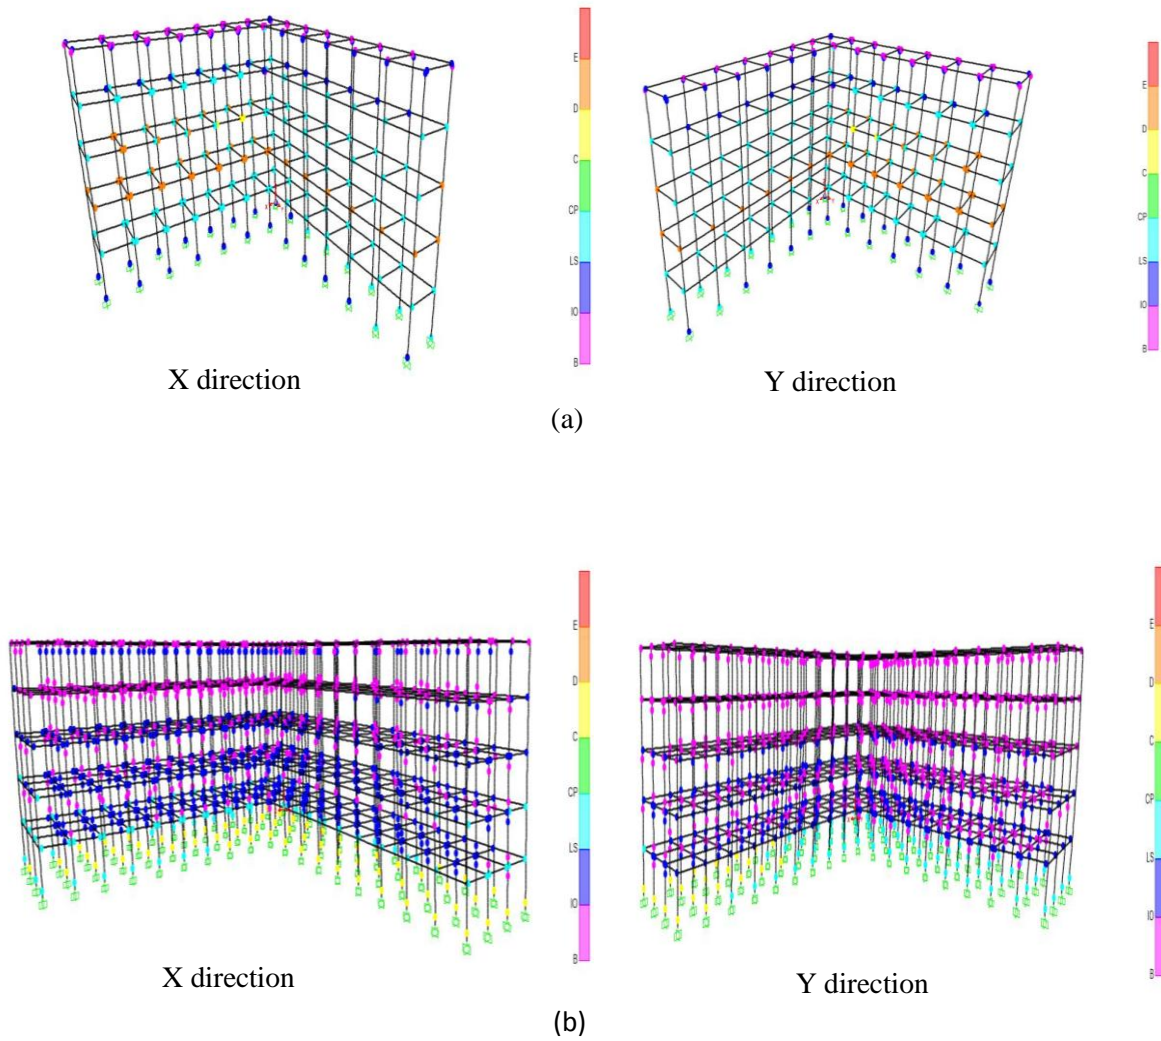 E
D
C
CP
LS
IO
B
E
D
C
CP
LS
IO
B
X direction
Y direction
(a)
E
D
C
CP
LS
IO
B
E
D
C
CP
LS
IO
B
X direction
Y direction
(b)